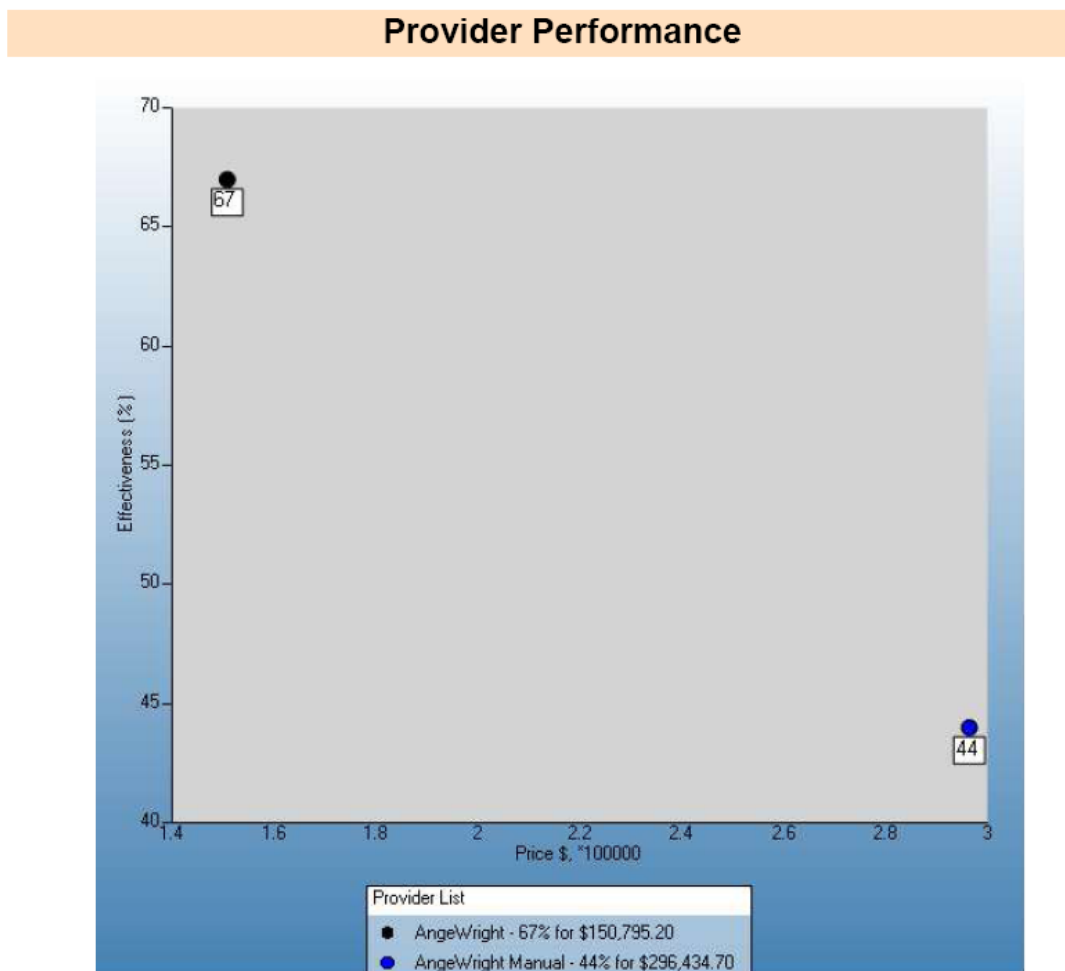 Provider Performance
70
67
65
60
55
Effectiveness (%)
50
45
44
40
1.4 1.6 1.8 2 2.2 2.4 2.6 2.8 3
Price $, *100000
Provider List
AngeWright - 67% for $150,795.20
AngeWright Manual - 44% for $296,434.70